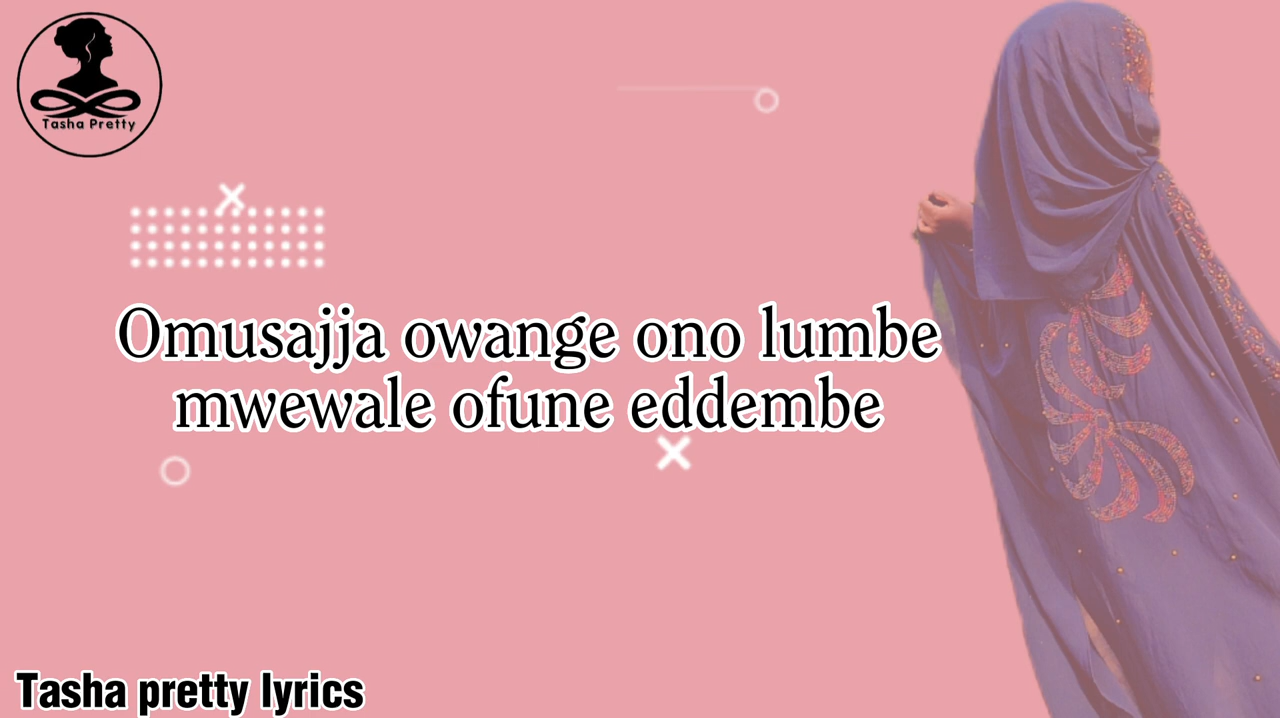 Tasha Pretty
Omusajja owange ono lumbe
mwewale ofune eddembe
Tasha pretty lyrics